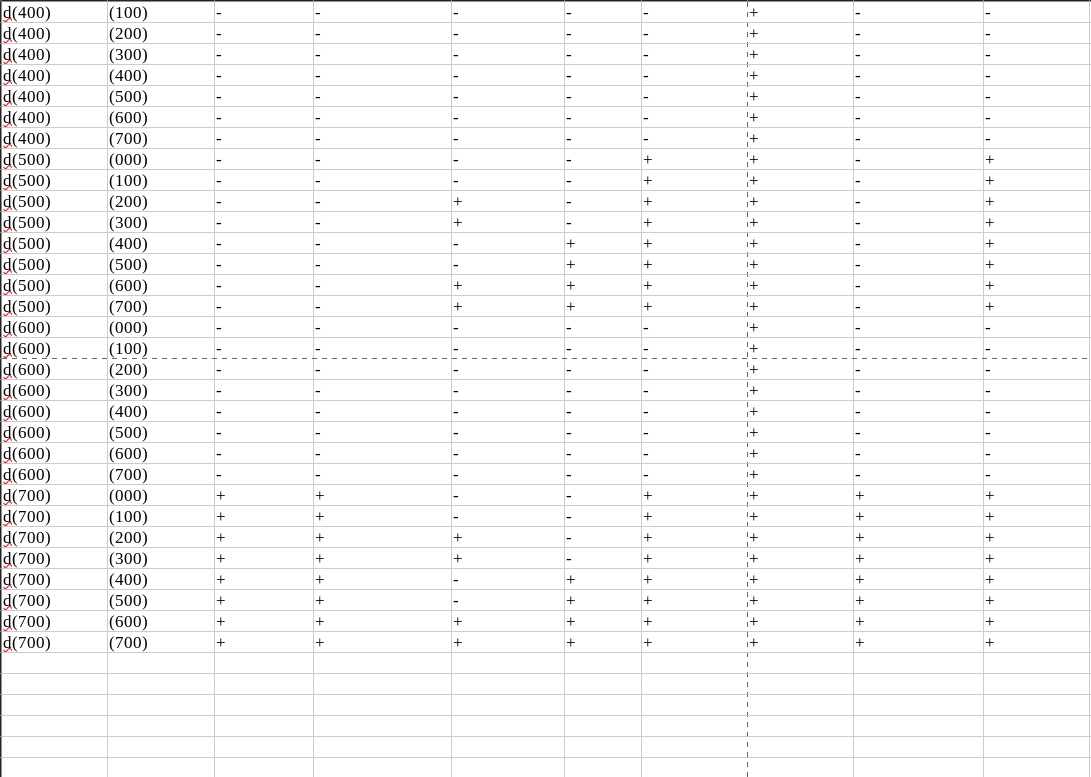 d(400) (100) - - - - - + - -
d(400) (200) - - - - - + - -
d(400) (300) - - - - - + - -
d(400) (400) - - - - - + - -
d(400) (500) - - - - - + - -
d(400) (600) - - - - - + - -
d(400) (700) - - - - - + - -
d(500) (000) - - - - + + - +
d(500) (100) - - - - + + - +
d(500) (200) - - + - + + - +
d(500) (300) - - + - + + - +
d(500) (400) - - - + + + - +
d(500) (500) - - - + + + - +
d(500) (600) - - + + + + - +
d(500) (700) - - + + + + - +
d(600) (000) - - - - - + - -
d(600) (100) - - - - - + - -
d(600) (200) - - - - - + - -
d(600) (300) - - - - - + - -
d(600) (400) - - - - - + - -
d(600) (500) - - - - - + - -
d(600) (600) - - - - - + - -
d(600) (700) - - - - - + - -
d(700) (000) + + - - + + + +
d(700) (100) + + - - + + + +
d(700) (200) + + + - + + + +
d(700) (300) + + + - + + + +
d(700) (400) + + - + + + + +
d(700) (500) + + - + + + + +
d(700) (600) + + + + + + + +
d(700) (700) + + + + + + + +